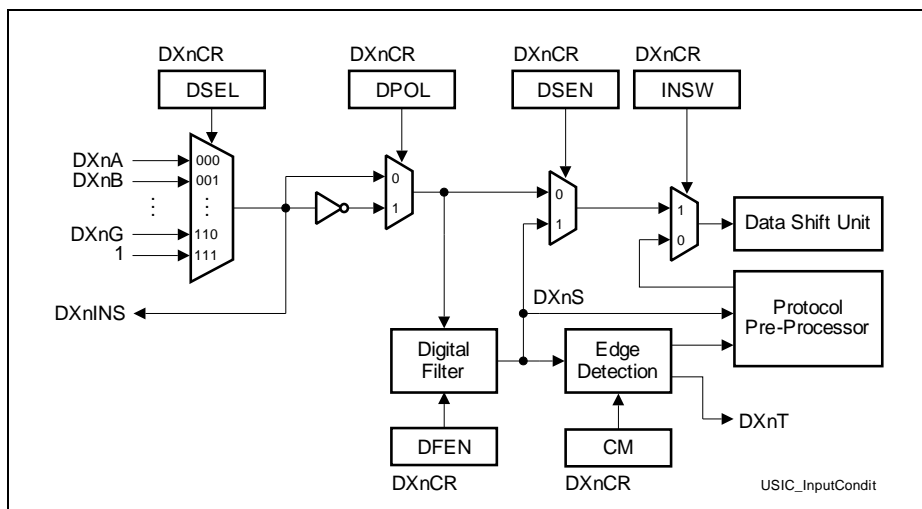 DXnCR
DSEL
DXnCR
DPOL
DXnCR
DSEN
DXnCR
INSW
DXnA
DXnB
⋮
DXnG
1
000
001
⋮
110
111
0
1
0
1
1
0
Data Shift Unit
DXnINS
DXnS
Protocol
Pre-Processor
Digital
Filter
Edge
Detection
DXnT
DFEN
DXnCR
CM
DXnCR
USIC_InputCondit